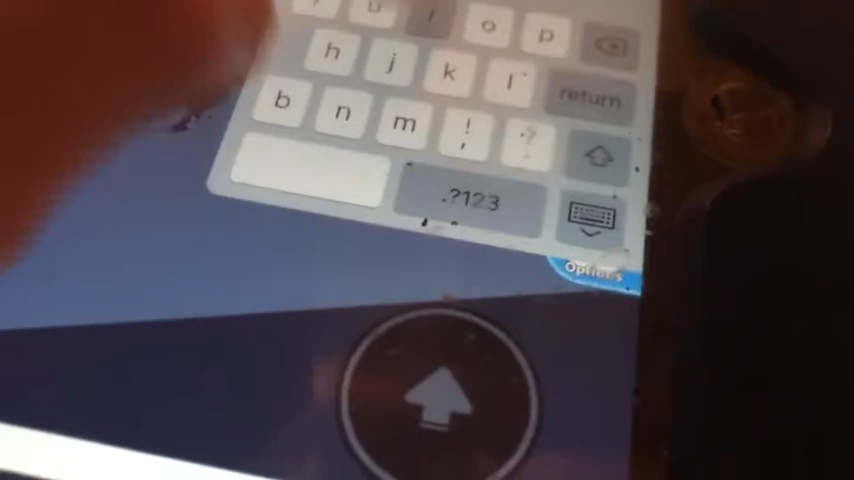 u i o p
h j k l
return
b n m ! , ? .
.?123
Options